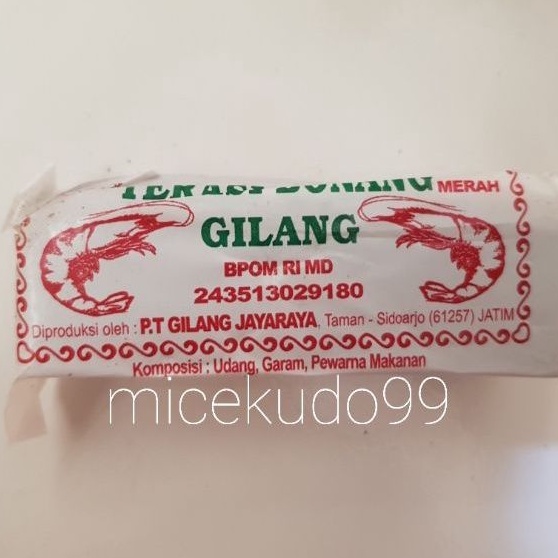 TERASI BONANG MERAH
GILANG
BPOM RI MD
243513029180
Diproduksi oleh : P.T GILANG JAYARAYA, Taman - Sidoarjo (61257) JATIM
Komposisi : Udang, Garam, Pewarna Makanan
micekudo99